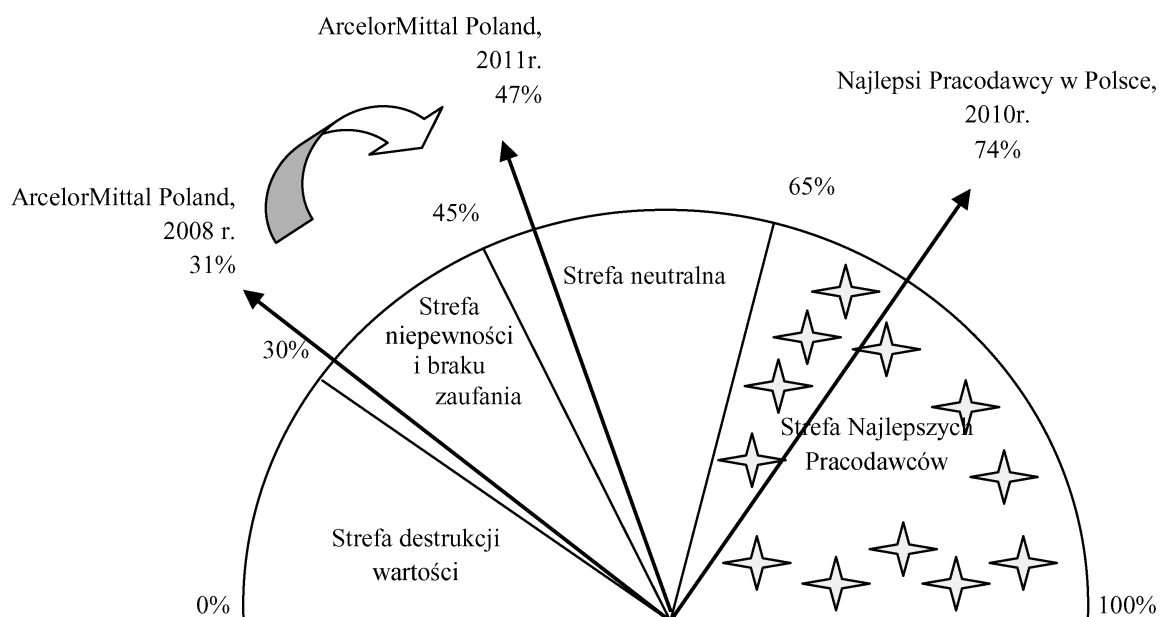 ArcelorMittal Poland,
2011r.
47%
Najlepsi Pracodawcy w Polsce,
2010r.
74%
ArcelorMittal Poland,
2008 r.
31%
45%
65%
30%
Strefa neutralna
Strefa
niepewności
i braku
zaufania
Strefa Najlepszych
Pracodawców
Strefa destrukcji
wartości
0%
100%